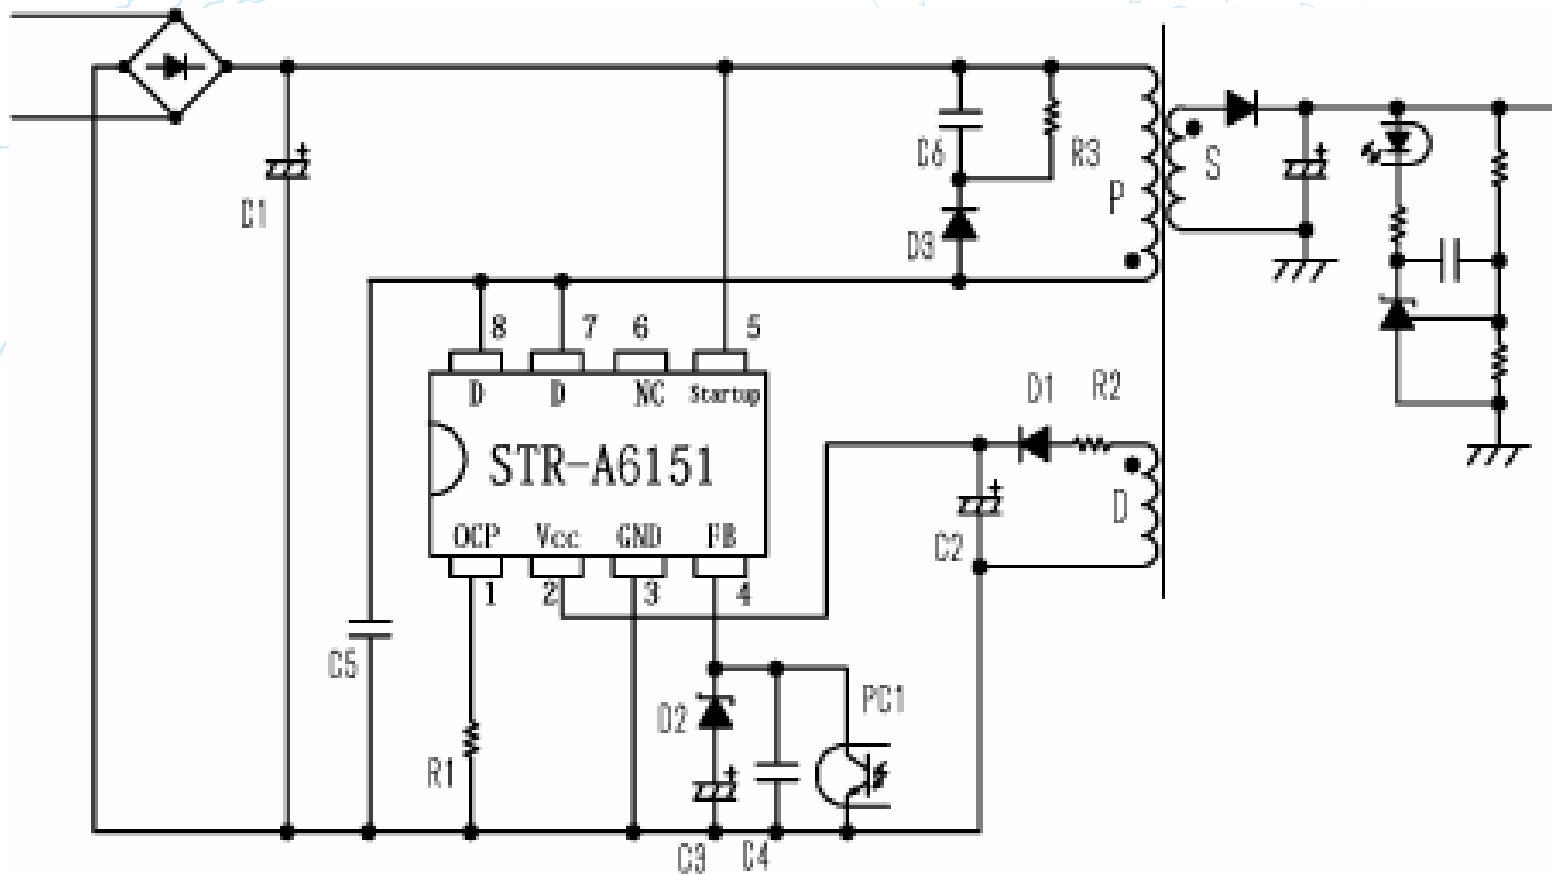 C6
R3
S
C1
P
D3
8
7
6
5
D
D
NC
Startup
D1
R2
STR-A6151
D
C2
OCP
Vcc
GND
FB
1
2
3
4
C5
D2
PC1
R1
C3
C4